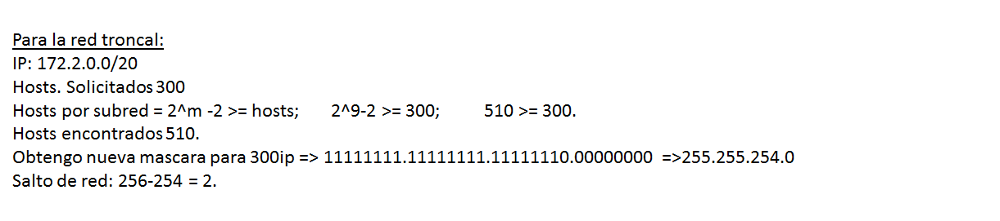 Para la red troncal:
IP: 172.2.0.0/20
Hosts. Solicitados 300
Hosts por subred = 2^m -2 >= hosts; 2^9-2 >= 300; 510 >= 300.
Hosts encontrados 510.
Obtengo nueva mascara para 300ip => 11111111.11111111.11111110.00000000 =>255.255.254.0
Salto de red: 256-254 = 2.